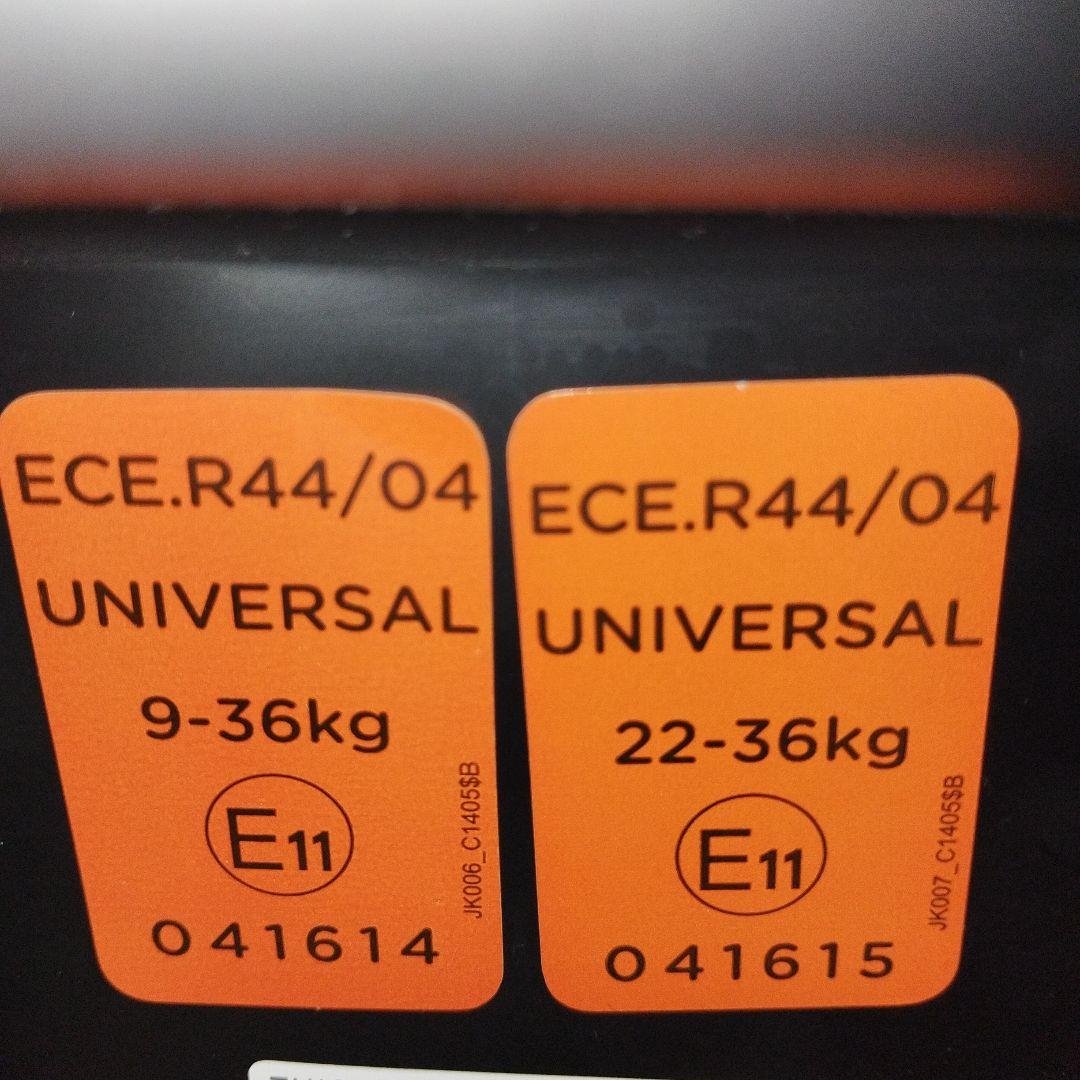 ECE.R44/04
UNIVERSAL
9-36kg
E11
041614
JK006_C1405$B
ECE.R44/04
UNIVERSAL
22-36kg
E11
041615
JK007_C1405$B